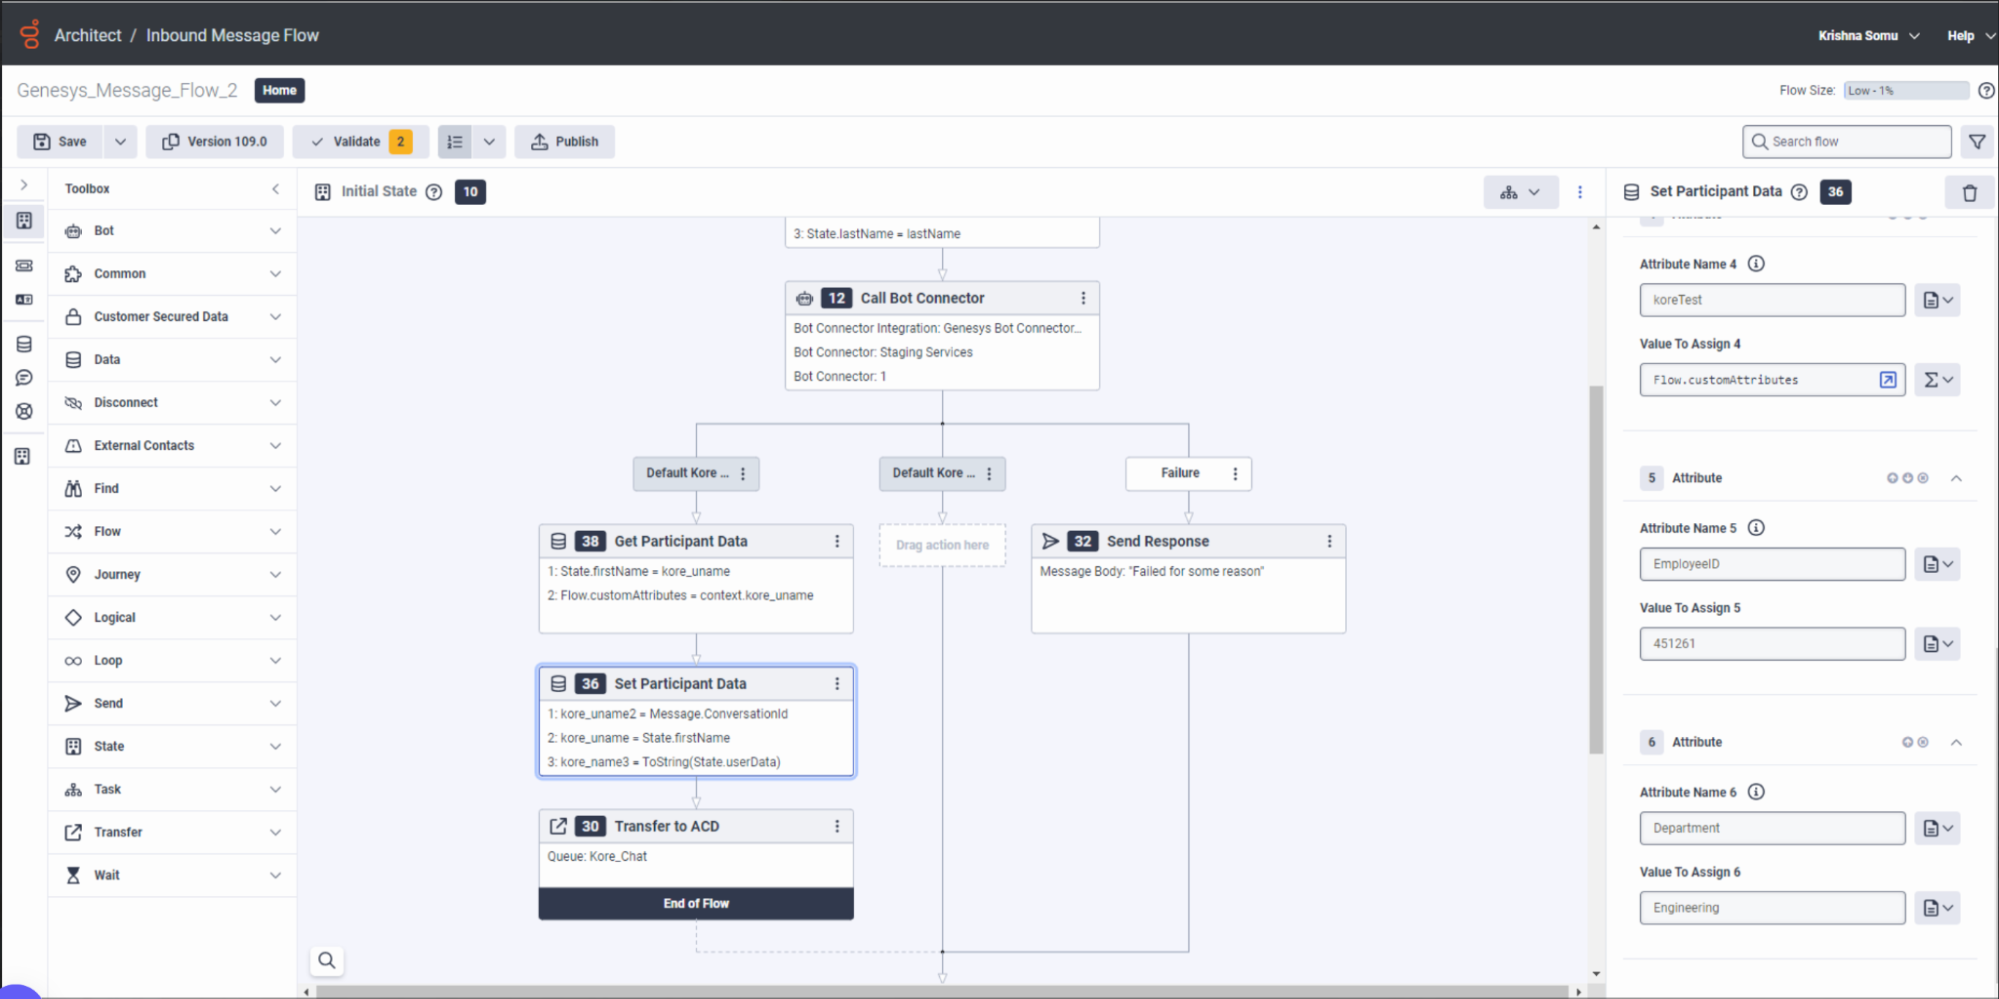 Architect / Inbound Message Flow
Krishna Somu
Help
Genesys_Message_Flow_2
Home
Flow Size:
Low - 1%
Save
Version 109.0
Validate
2
Publish
Search flow
Toolbox
Bot
Common
Customer Secured Data
Data
Disconnect
External Contacts
Find
Flow
Journey
Logical
Loop
Send
State
Task
Transfer
Wait
Initial State
10
3: State.lastName = lastName
12 Call Bot Connector
Bot Connector Integration: Genesys Bot Connector...
Bot Connector: Staging Services
Bot Connector: 1
Default Kore ...
Default Kore ...
Failure
38 Get Participant Data
1: State.firstName = kore_uname
2: Flow.customAttributes = context.kore_uname
Drag action here
32 Send Response
Message Body: "Failed for some reason"
36 Set Participant Data
1: kore_uname2 = Message.ConversationId
2: kore_uname = State.firstName
3: kore_name3 = ToString(State.userData)
30 Transfer to ACD
Queue: Kore_Chat
End of Flow
Set Participant Data
36
Attribute Name 4
koreTest
Value To Assign 4
Flow.customAttributes
5 Attribute
Attribute Name 5
EmployeeID
Value To Assign 5
451261
6 Attribute
Attribute Name 6
Department
Value To Assign 6
Engineering